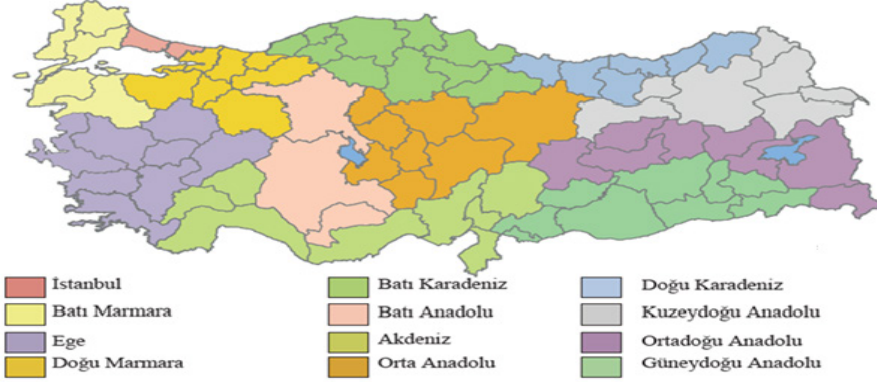 İstanbul
Batı Marmara
Ege
Doğu Marmara
Batı Karadeniz
Batı Anadolu
Akdeniz
Orta Anadolu
Doğu Karadeniz
Kuzeydoğu Anadolu
Ortadoğu Anadolu
Güneydoğu Anadolu